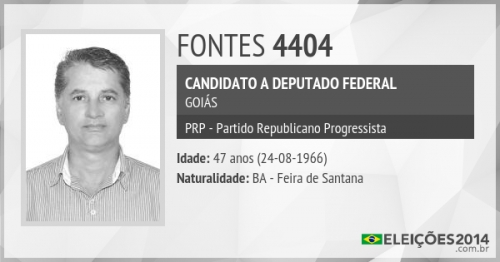 FONTES 4404
CANDIDATO A DEPUTADO FEDERAL
GOIÁS
PRP - Partido Republicano Progressista
Idade: 47 anos (24-08-1966)
Naturalidade: BA - Feira de Santana
ELEIÇÕES2014
.com.br